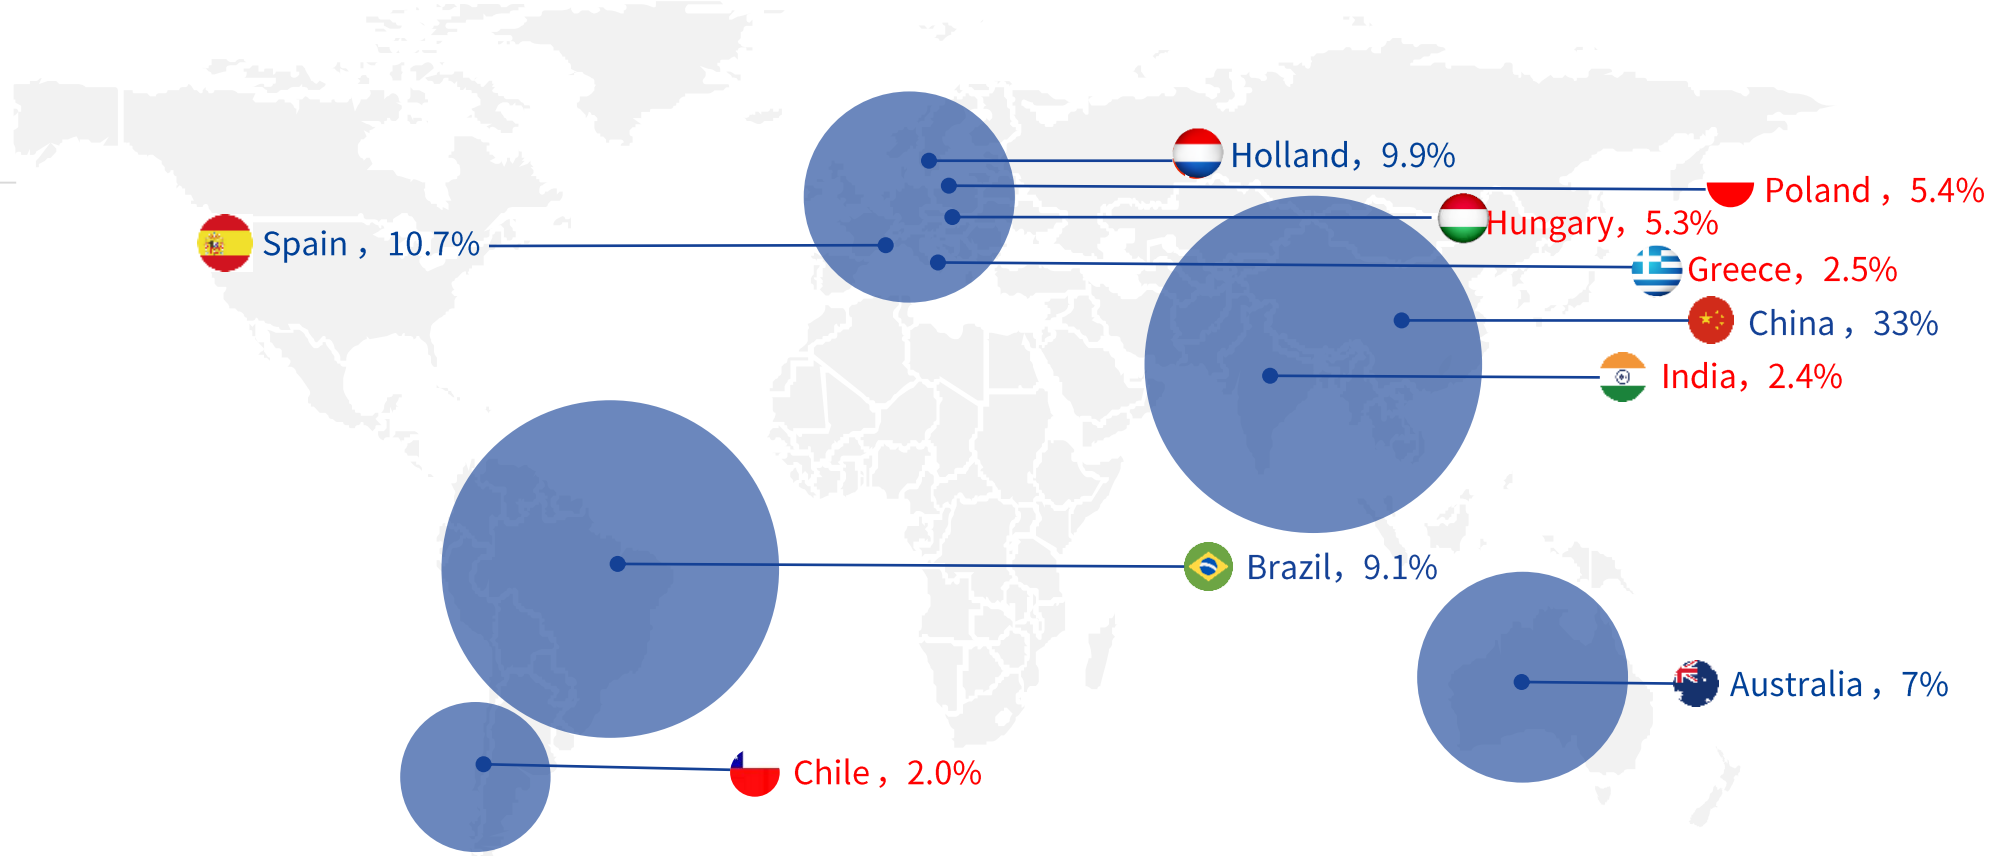 Holland，9.9%
Poland ，5.4%
Hungary，5.3%
Spain ，10.7%
Greece，2.5%
China ，33%
India，2.4%
Brazil，9.1%
Australia ，7%
Chile ，2.0%